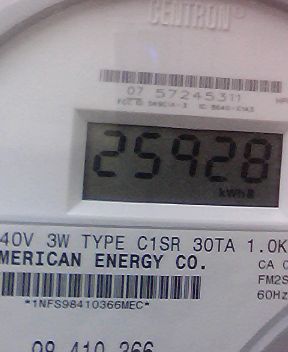 CENTRON®
07 57245311
25928
kWh
40V 3W TYPE C1SR 30TA 1.0K
MERICAN ENERGY CO.
CA 0
FM2S
60Hz
*1NFS98410366MEC*
98 410 366